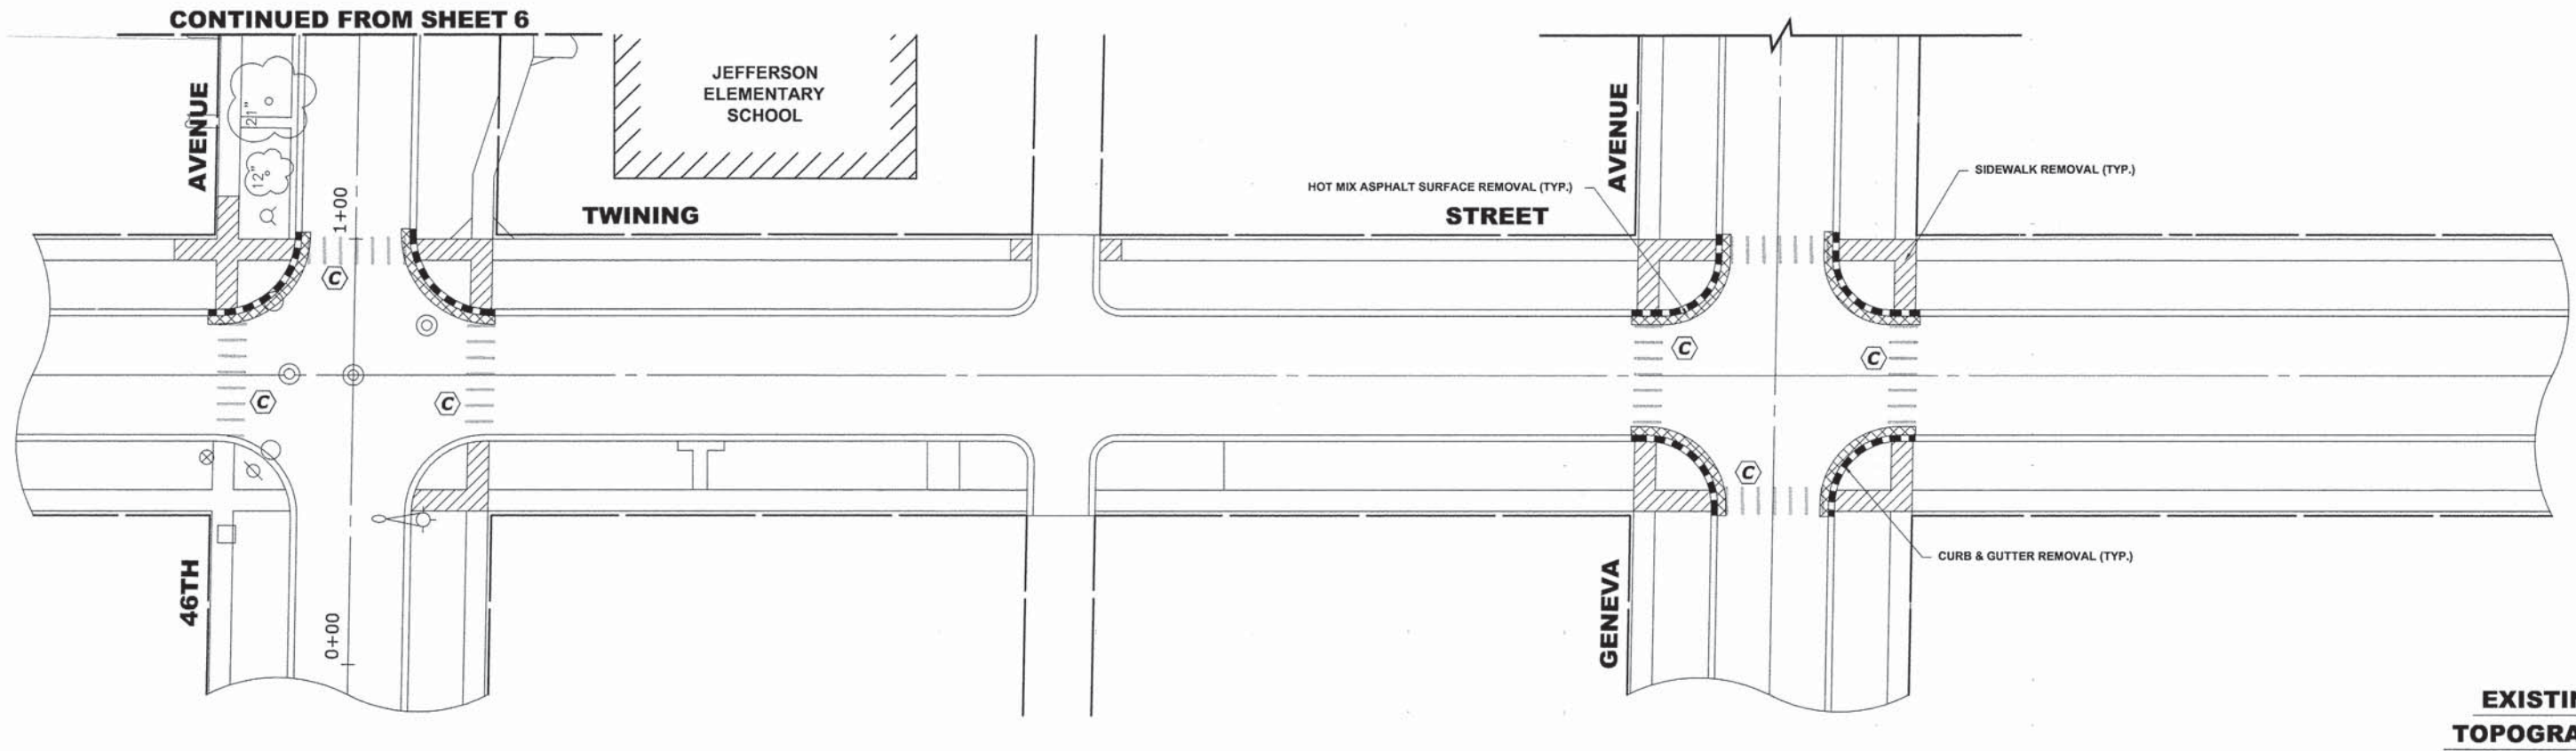 CONTINUED FROM SHEET 6
AVENUE
21"
12"
1+00
JEFFERSON
ELEMENTARY
SCHOOL
TWINING
STREET
AVENUE
HOT MIX ASPHALT SURFACE REMOVAL (TYP.)
SIDEWALK REMOVAL (TYP.)
C
C
C
C
C
C
46TH
0+00
GENEVA
CURB & GUTTER REMOVAL (TYP.)
EXISTI
TOPOGRA